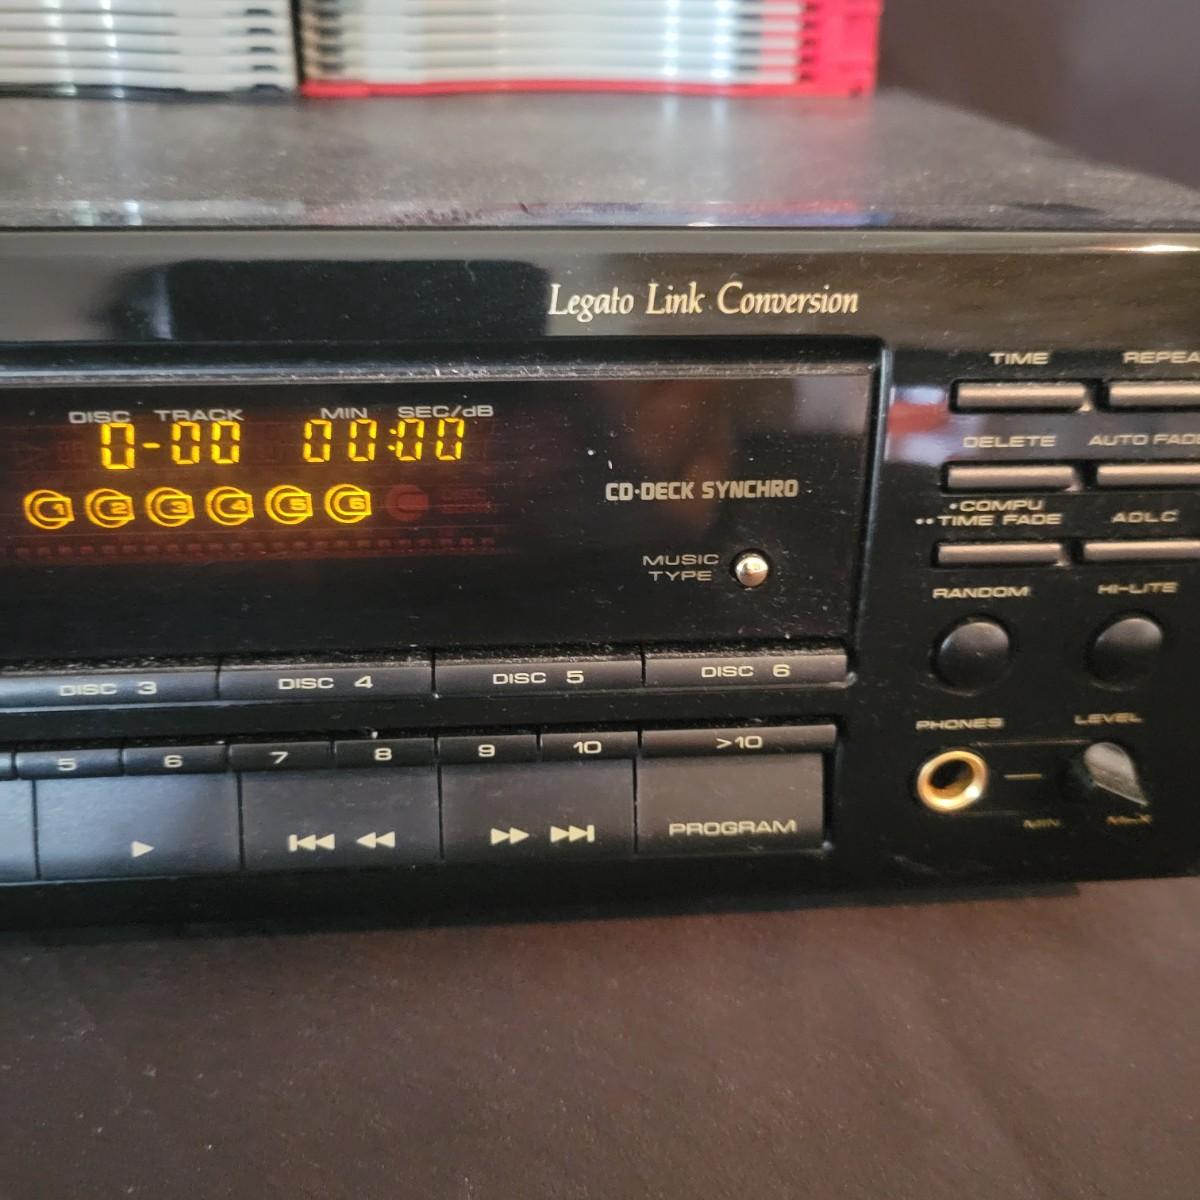 Legato Link Conversion
TIME REPEA
DISC TRACK MIN SEC/dB
0-00 00:00
DELETE AUTO FAD
1 2 3 4 5 6
CD·DECK SYNCHRO
•COMPU
••TIME FADE ADLC
MUSIC
TYPE
RANDOM HI-LITE
DISC 3 DISC 4 DISC 5 DISC 6
PHONES LEVEL
5 6 7 8 9 10 >10
MIN MAX
PROGRAM